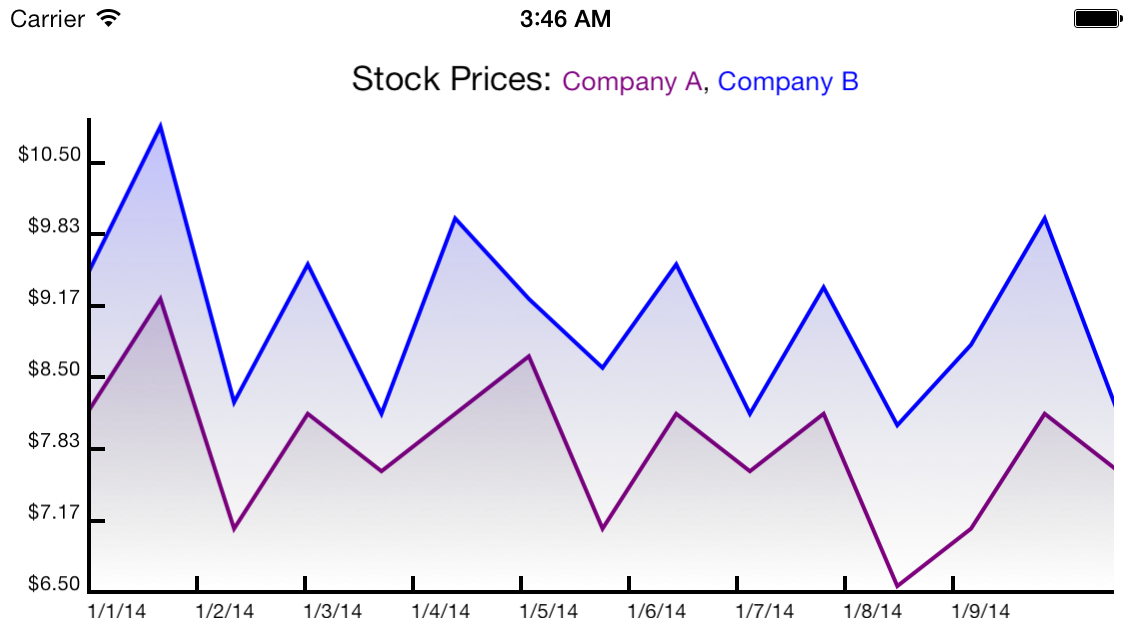 Carrier 3:46 AM
Stock Prices: Company A, Company B
$10.50
$9.83
$9.17
$8.50
$7.83
$7.17
$6.50
1/1/14 1/2/14 1/3/14 1/4/14 1/5/14 1/6/14 1/7/14 1/8/14 1/9/14